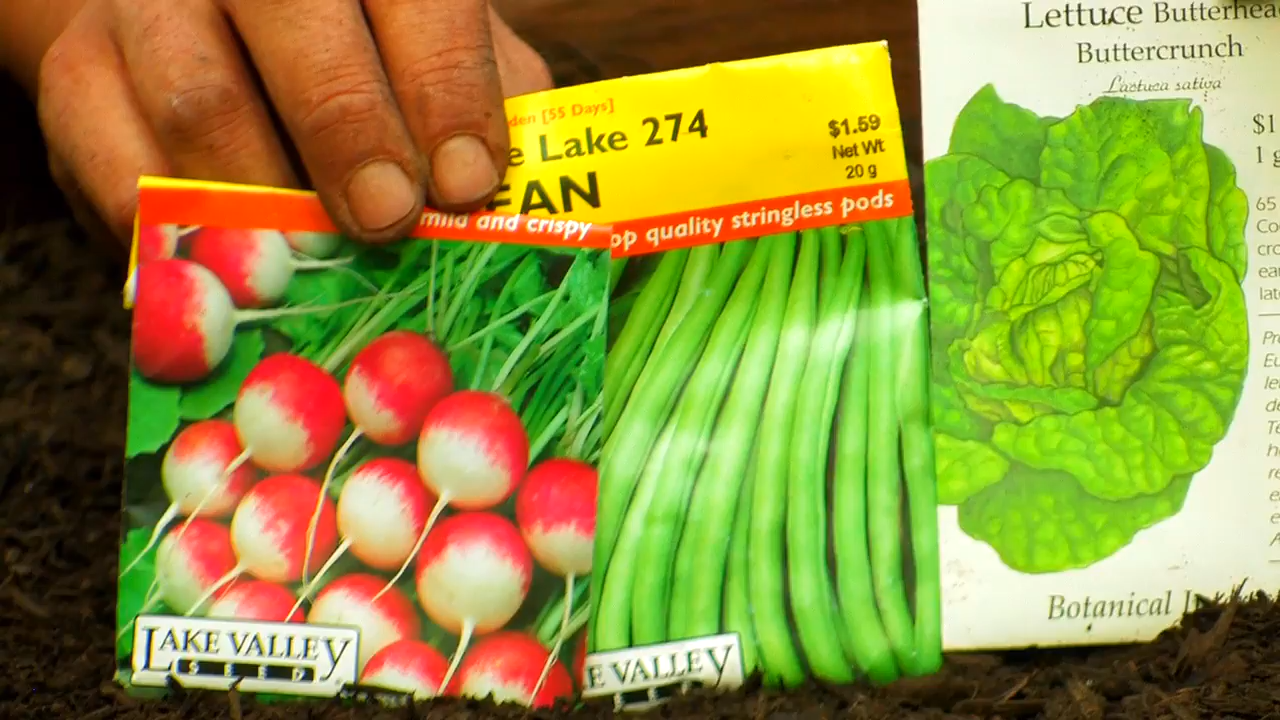 mild and crispy
LAKE VALLEY
SEED
den [55 Days]
e Lake 274
EAN
$1.59
Net Wt
20 g
op quality stringless pods
E VALLEY
Lettuce Butterhea
Buttercrunch
Lactuca sativa
$1
1 g
65
Co
cro
ear
lat
Pr
Eu
le
de
Te
h
re
e
e
A
Botanical